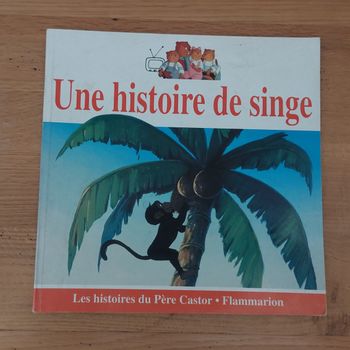 Une histoire de singe
Les histoires du Père Castor • Flammarion